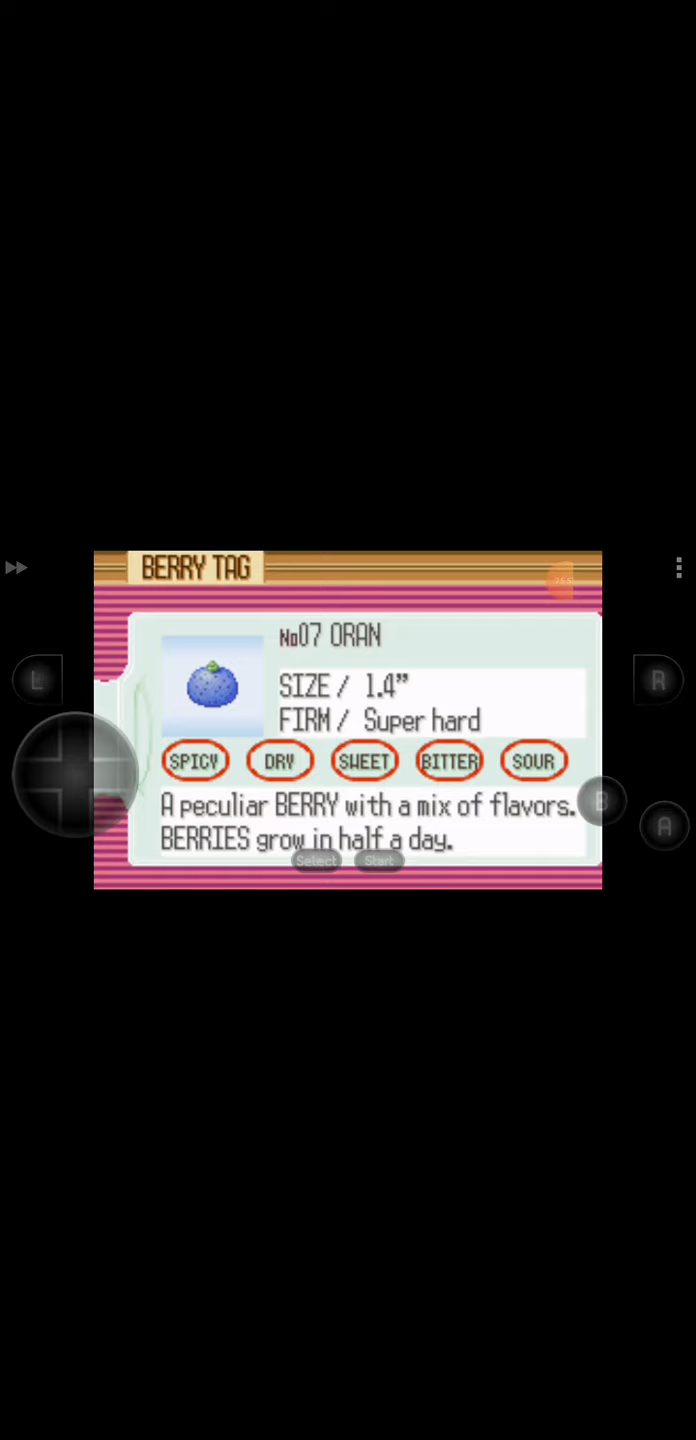 BERRY TAG
No07 ORAN
SIZE / 1.4”
FIRM / Super hard
SPICY DRY SWEET BITTER SOUR
A peculiar BERRY with a mix of flavors.
BERRIES grow in half a day.
L
R
B
A
Select Start